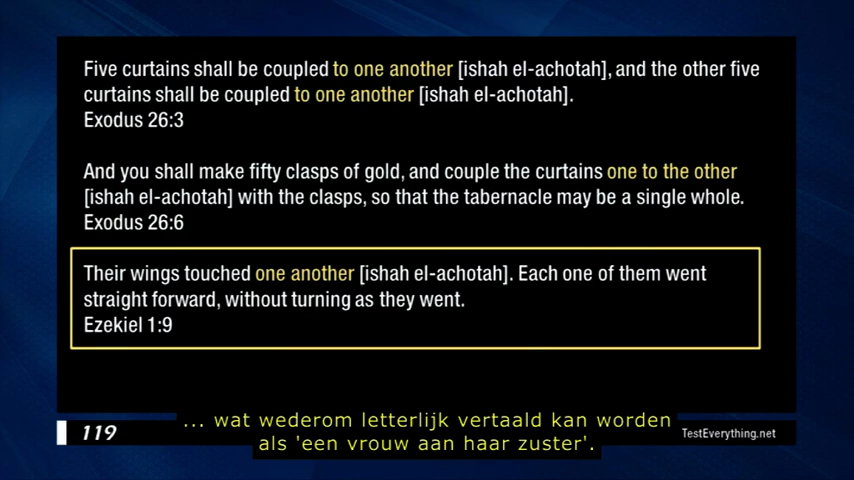 Five curtains shall be coupled to one another [ishah el-achotah], and the other five
curtains shall be coupled to one another [ishah el-achotah].
Exodus 26:3
And you shall make fifty clasps of gold, and couple the curtains one to the other
[ishah el-achotah] with the clasps, so that the tabernacle may be a single whole.
Exodus 26:6
Their wings touched one another [ishah el-achotah]. Each one of them went
straight forward, without turning as they went.
Ezekiel 1:9
119
... wat wederom letterlijk vertaald kan worden
als 'een vrouw aan haar zuster'.
TestEverything.net